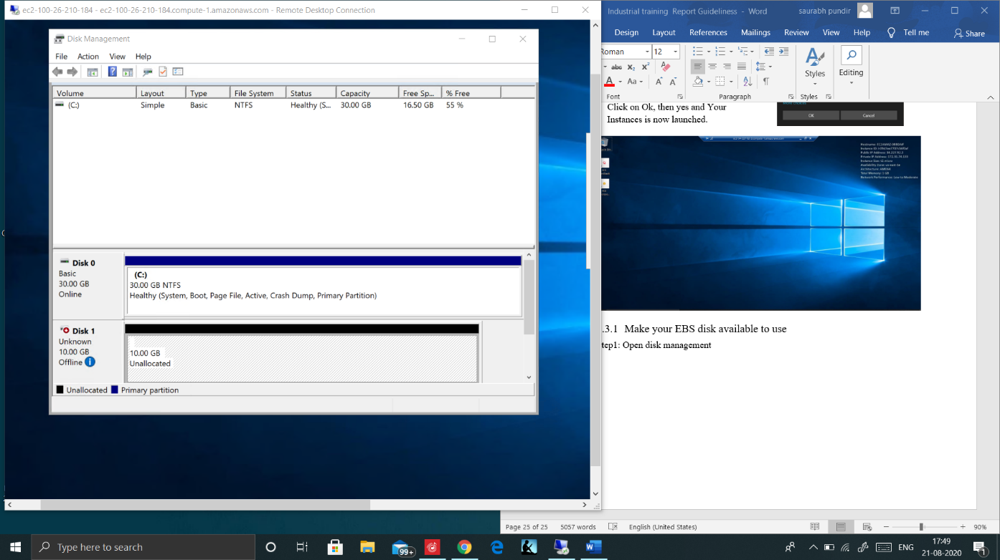 ec2-100-26-210-184 - ec2-100-26-210-184.compute-1.amazonaws.com - Remote Desktop Connection
Disk Management
File Action View Help
Volume Layout Type File System Status Capacity Free Sp... % Free
(C:) Simple Basic NTFS Healthy (S... 30.00 GB 16.50 GB 55 %
Disk 0
Basic
30.00 GB
Online
(C:)
30.00 GB NTFS
Healthy (System, Boot, Page File, Active, Crash Dump, Primary Partition)
Disk 1
Unknown
10.00 GB
Offline
10.00 GB
Unallocated
Unallocated Primary partition
Industrial training Report Guideliness - Word saurabh pundir
Design Layout References Mailings Review View Help Tell me Share
Roman 12
abc x₂ x²
A Aa A A
Styles
Editing
Font Paragraph Styles
Click on Ok, then yes and Your
Instances is now launched.
OK Cancel
.3.1 Make your EBS disk available to use
tep1: Open disk management
Page 25 of 25 5057 words English (United States) 90%
Type here to search
99+
ENG
17:49
21-08-2020
1